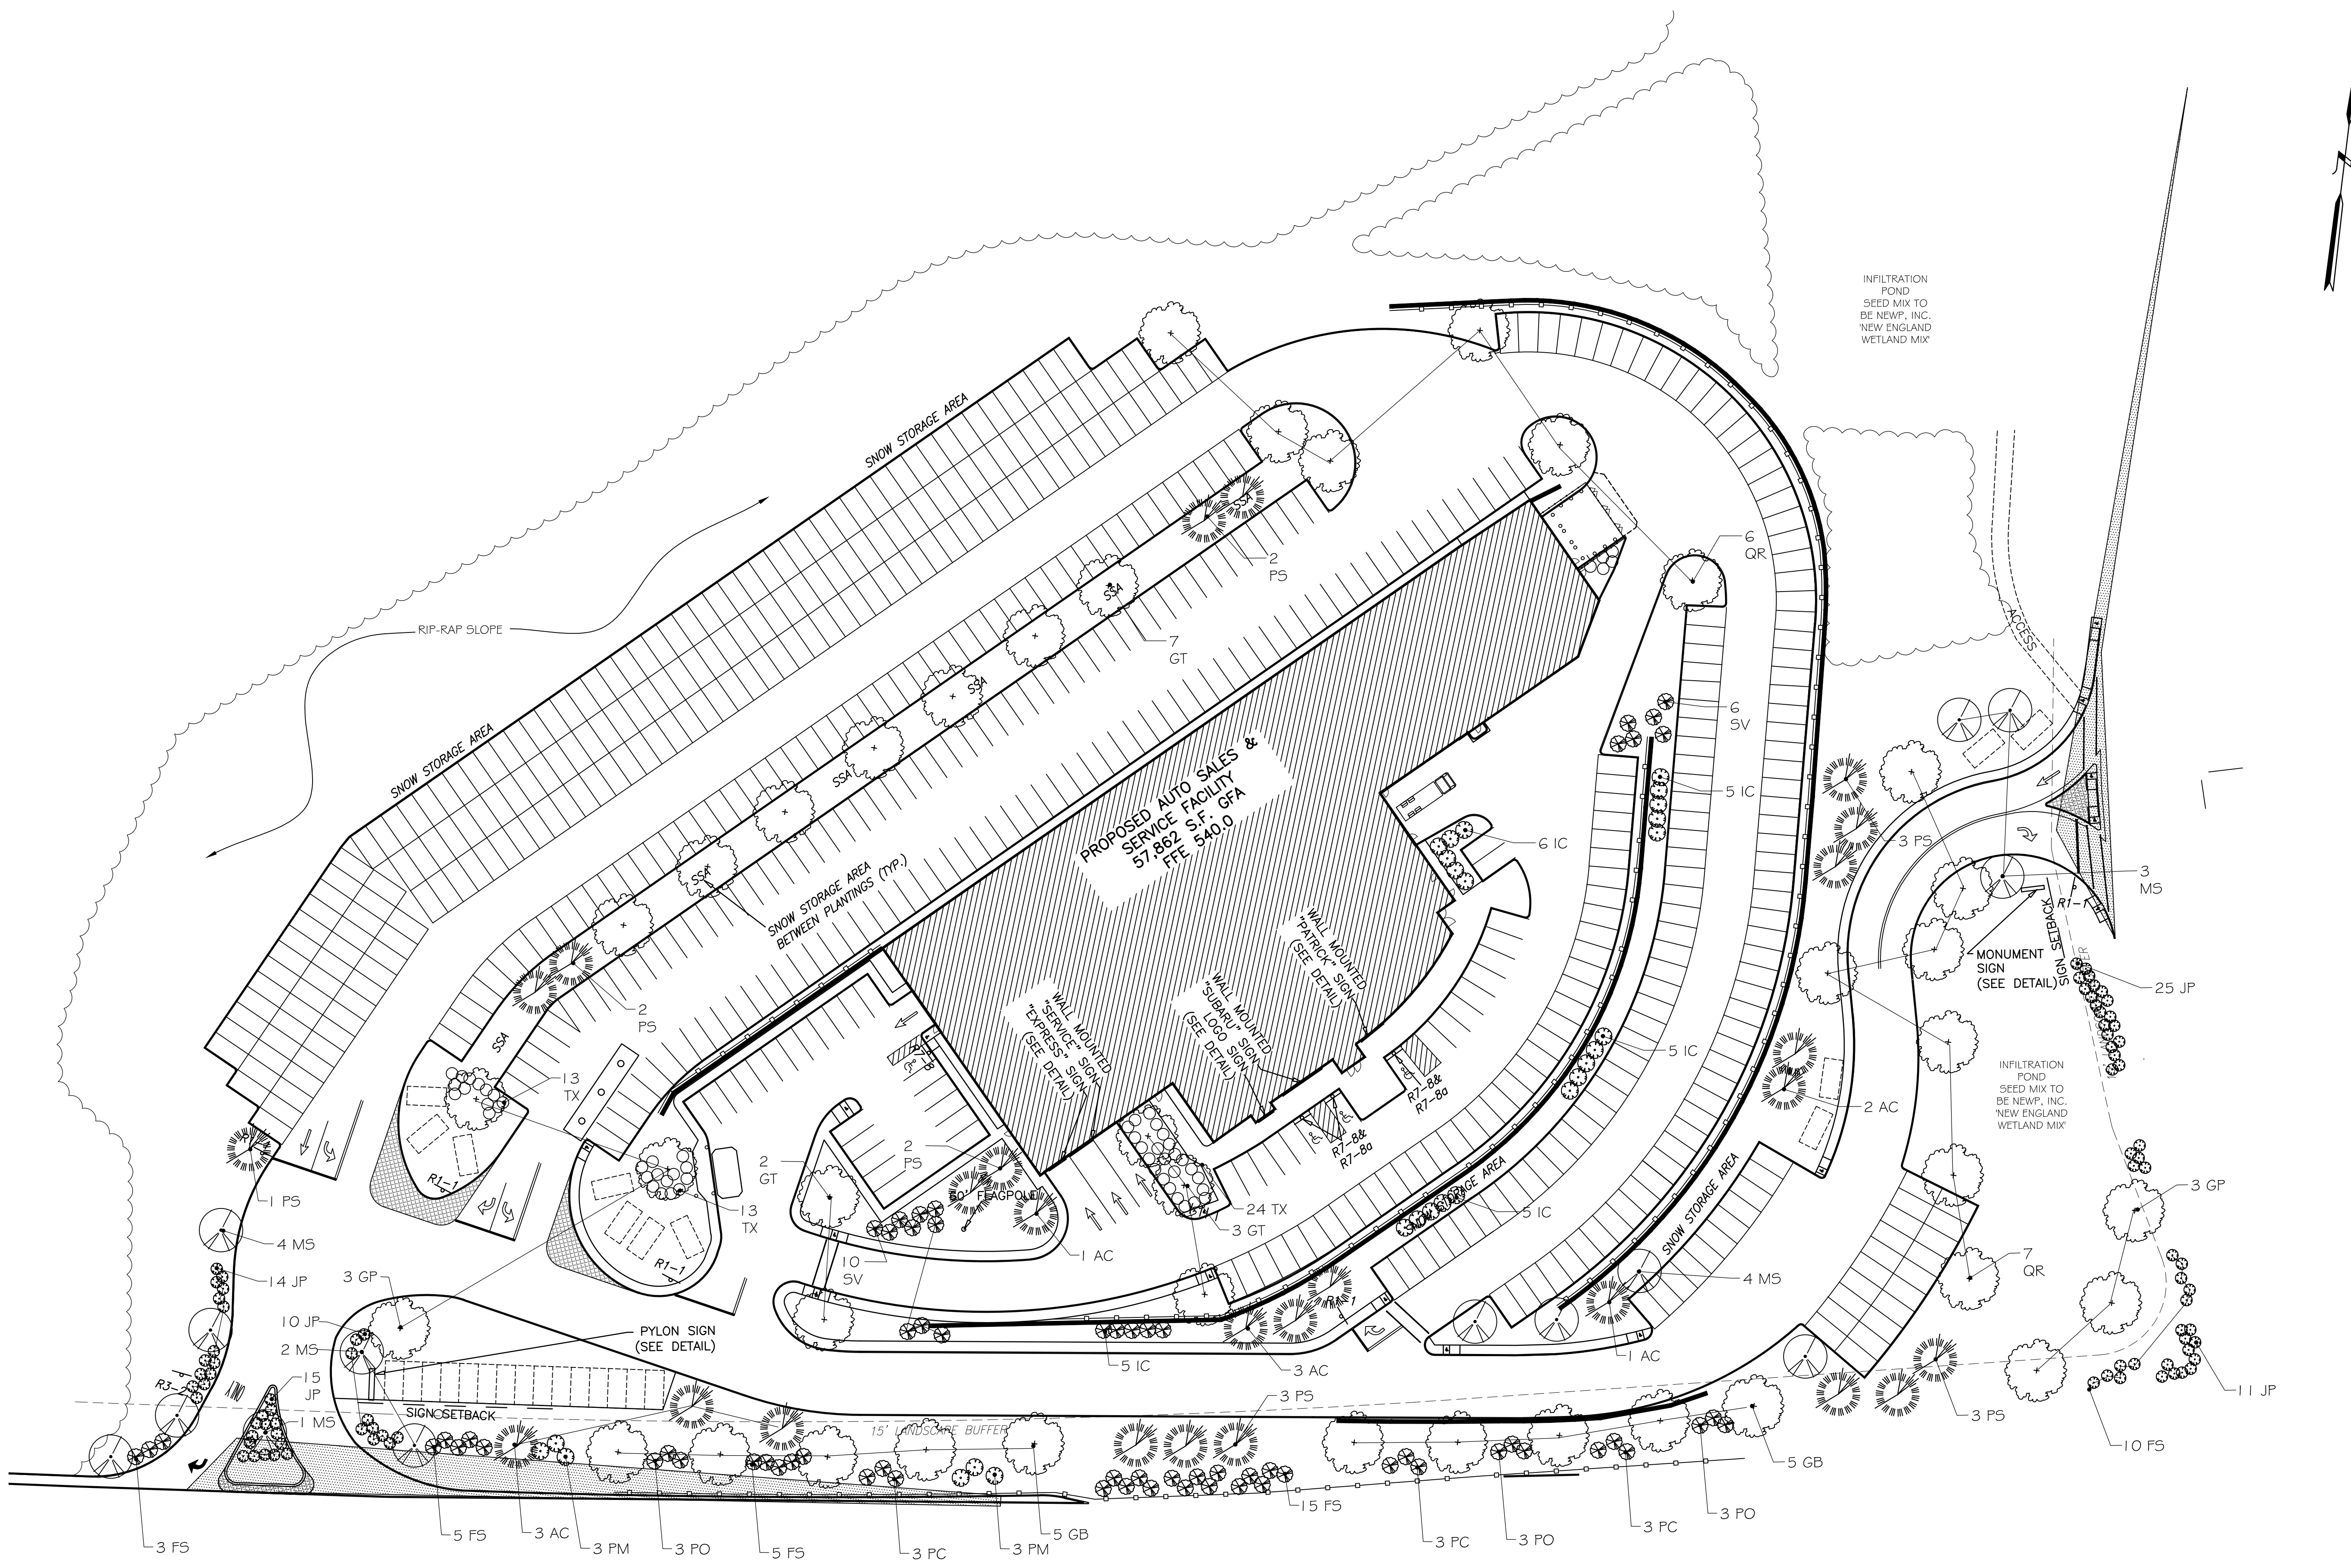 INFILTRATION
POND
SEED MIX TO
BE NEWP, INC.
'NEW ENGLAND
WETLAND MIX'
SNOW STORAGE AREA
SSA
2
PS
6
QR
RIP-RAP SLOPE
SSA
7
GT
ACCESS
SSA
6
SV
SNOW STORAGE AREA
SSA
PROPOSED AUTO SALES &
SERVICE FACILITY
57,862 S.F. GFA
FFE 540.0
5 IC
6 IC
3 PS
SSA
SNOW STORAGE AREA
BETWEEN PLANTINGS (TYP.)
3
MS
R1-1
SIGN SETBACK
MONUMENT
SIGN
(SEE DETAIL)
WALL MOUNTED
"PATRICK" SIGN
(SEE DETAIL)
WALL MOUNTED
"SUBARU" SIGN
LOGO SIGN
(SEE DETAIL)
WALL MOUNTED
"SERVICE" SIGN
"EXPRESS" SIGN
(SEE DETAIL)
25 JP
2
PS
SSA
5 IC
INFILTRATION
POND
SEED MIX TO
BE NEWP, INC.
'NEW ENGLAND
WETLAND MIX'
13
TX
R7-8&
R7-8a
R7-8&
R7-8a
2 AC
2
PS
2
GT
R1-1
1 PS
13
TX
60' FLAGPOLE
24 TX
3 GT
5 IC
SNOW STORAGE AREA
SNOW STORAGE AREA
3 GP
4 MS
1 AC
R1-1
10
SV
7
QR
14 JP
3 GP
4 MS
R1-1
10 JP
PYLON SIGN
(SEE DETAIL)
2 MS
5 IC
3 AC
1 AC
15
JP
1 MS
SIGN SETBACK
3 PS
11 JP
15' LANDSCAPE BUFFER
3 PS
10 FS
5 GB
15 FS
3 FS
5 FS
3 AC
3 PM
3 PO
5 FS
3 PC
3 PM
5 GB
3 PC
3 PO
3 PC
3 PO